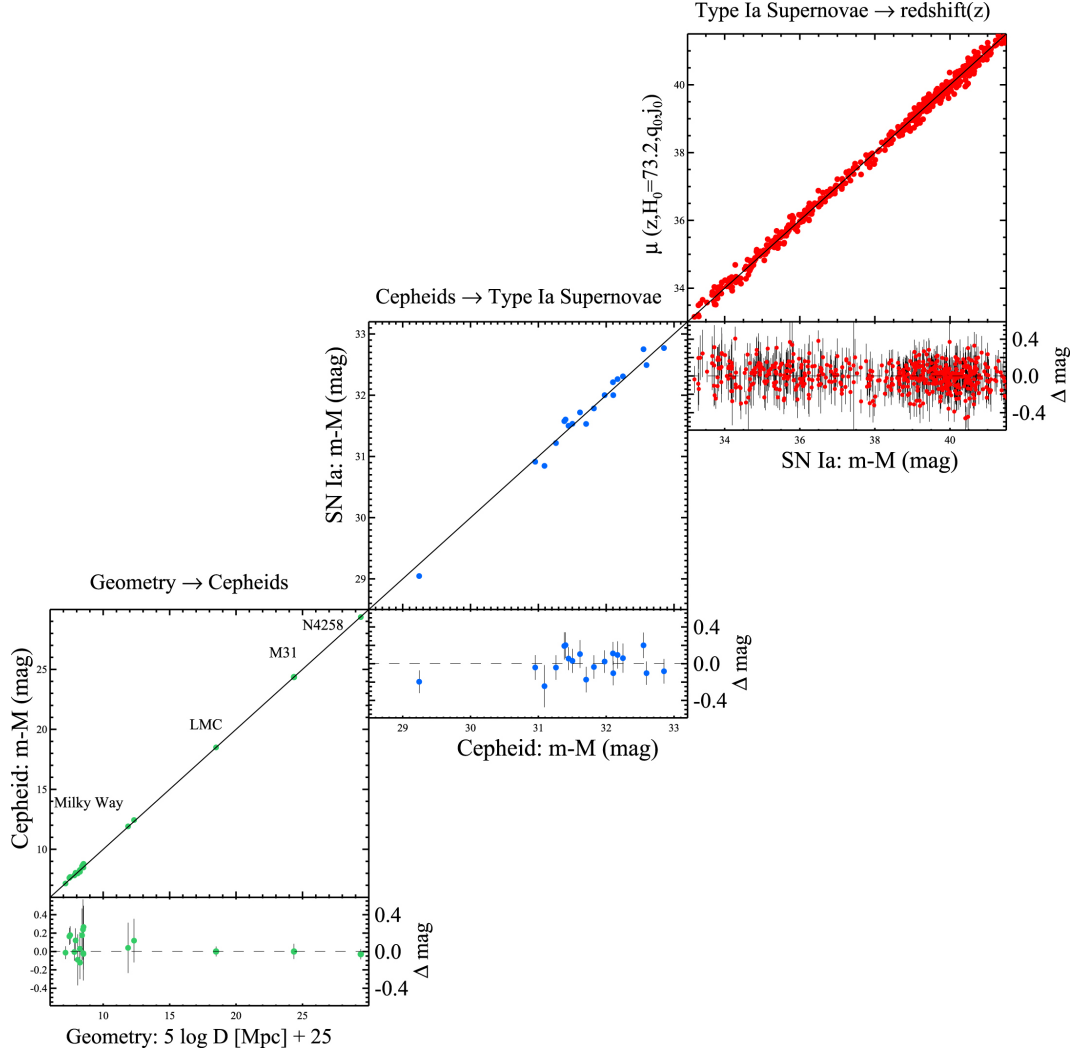 Type Ia Supernovae → redshift(z)
40
38
36
34
μ (z,H₀=73.2,q₀,j₀)
0.4
0.0
-0.4
Δ mag
34
36
38
40
SN Ia: m-M (mag)
Cepheids → Type Ia Supernovae
33
32
31
30
29
SN Ia: m-M (mag)
0.4
0.0
-0.4
Δ mag
29
30
31
32
33
Cepheid: m-M (mag)
Geometry → Cepheids
N4258
M31
LMC
Milky Way
25
20
15
10
Cepheid: m-M (mag)
0.4
0.2
0.0
-0.2
-0.4
0.4
0.0
-0.4
Δ mag
10
15
20
25
Geometry: 5 log D [Mpc] + 25